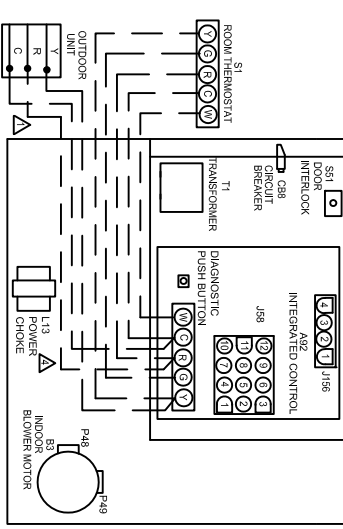 S1
ROOM THERMOSTAT
Y
G
R
C
W
OUTDOOR
UNIT
Y
R
C
1
S51
DOOR
INTERLOCK
CB8
CIRCUIT
BREAKER
T1
TRANSFORMER
A92
INTEGRATED CONTROL
J156
4
3
2
1
J58
12
9
6
3
11
8
5
2
10
7
4
1
DIAGNOSTIC
PUSH BUTTON
W
C
R
G
Y
L13
POWER
CHOKE
4
P48
P49
B3
INDOOR
BLOWER MOTOR